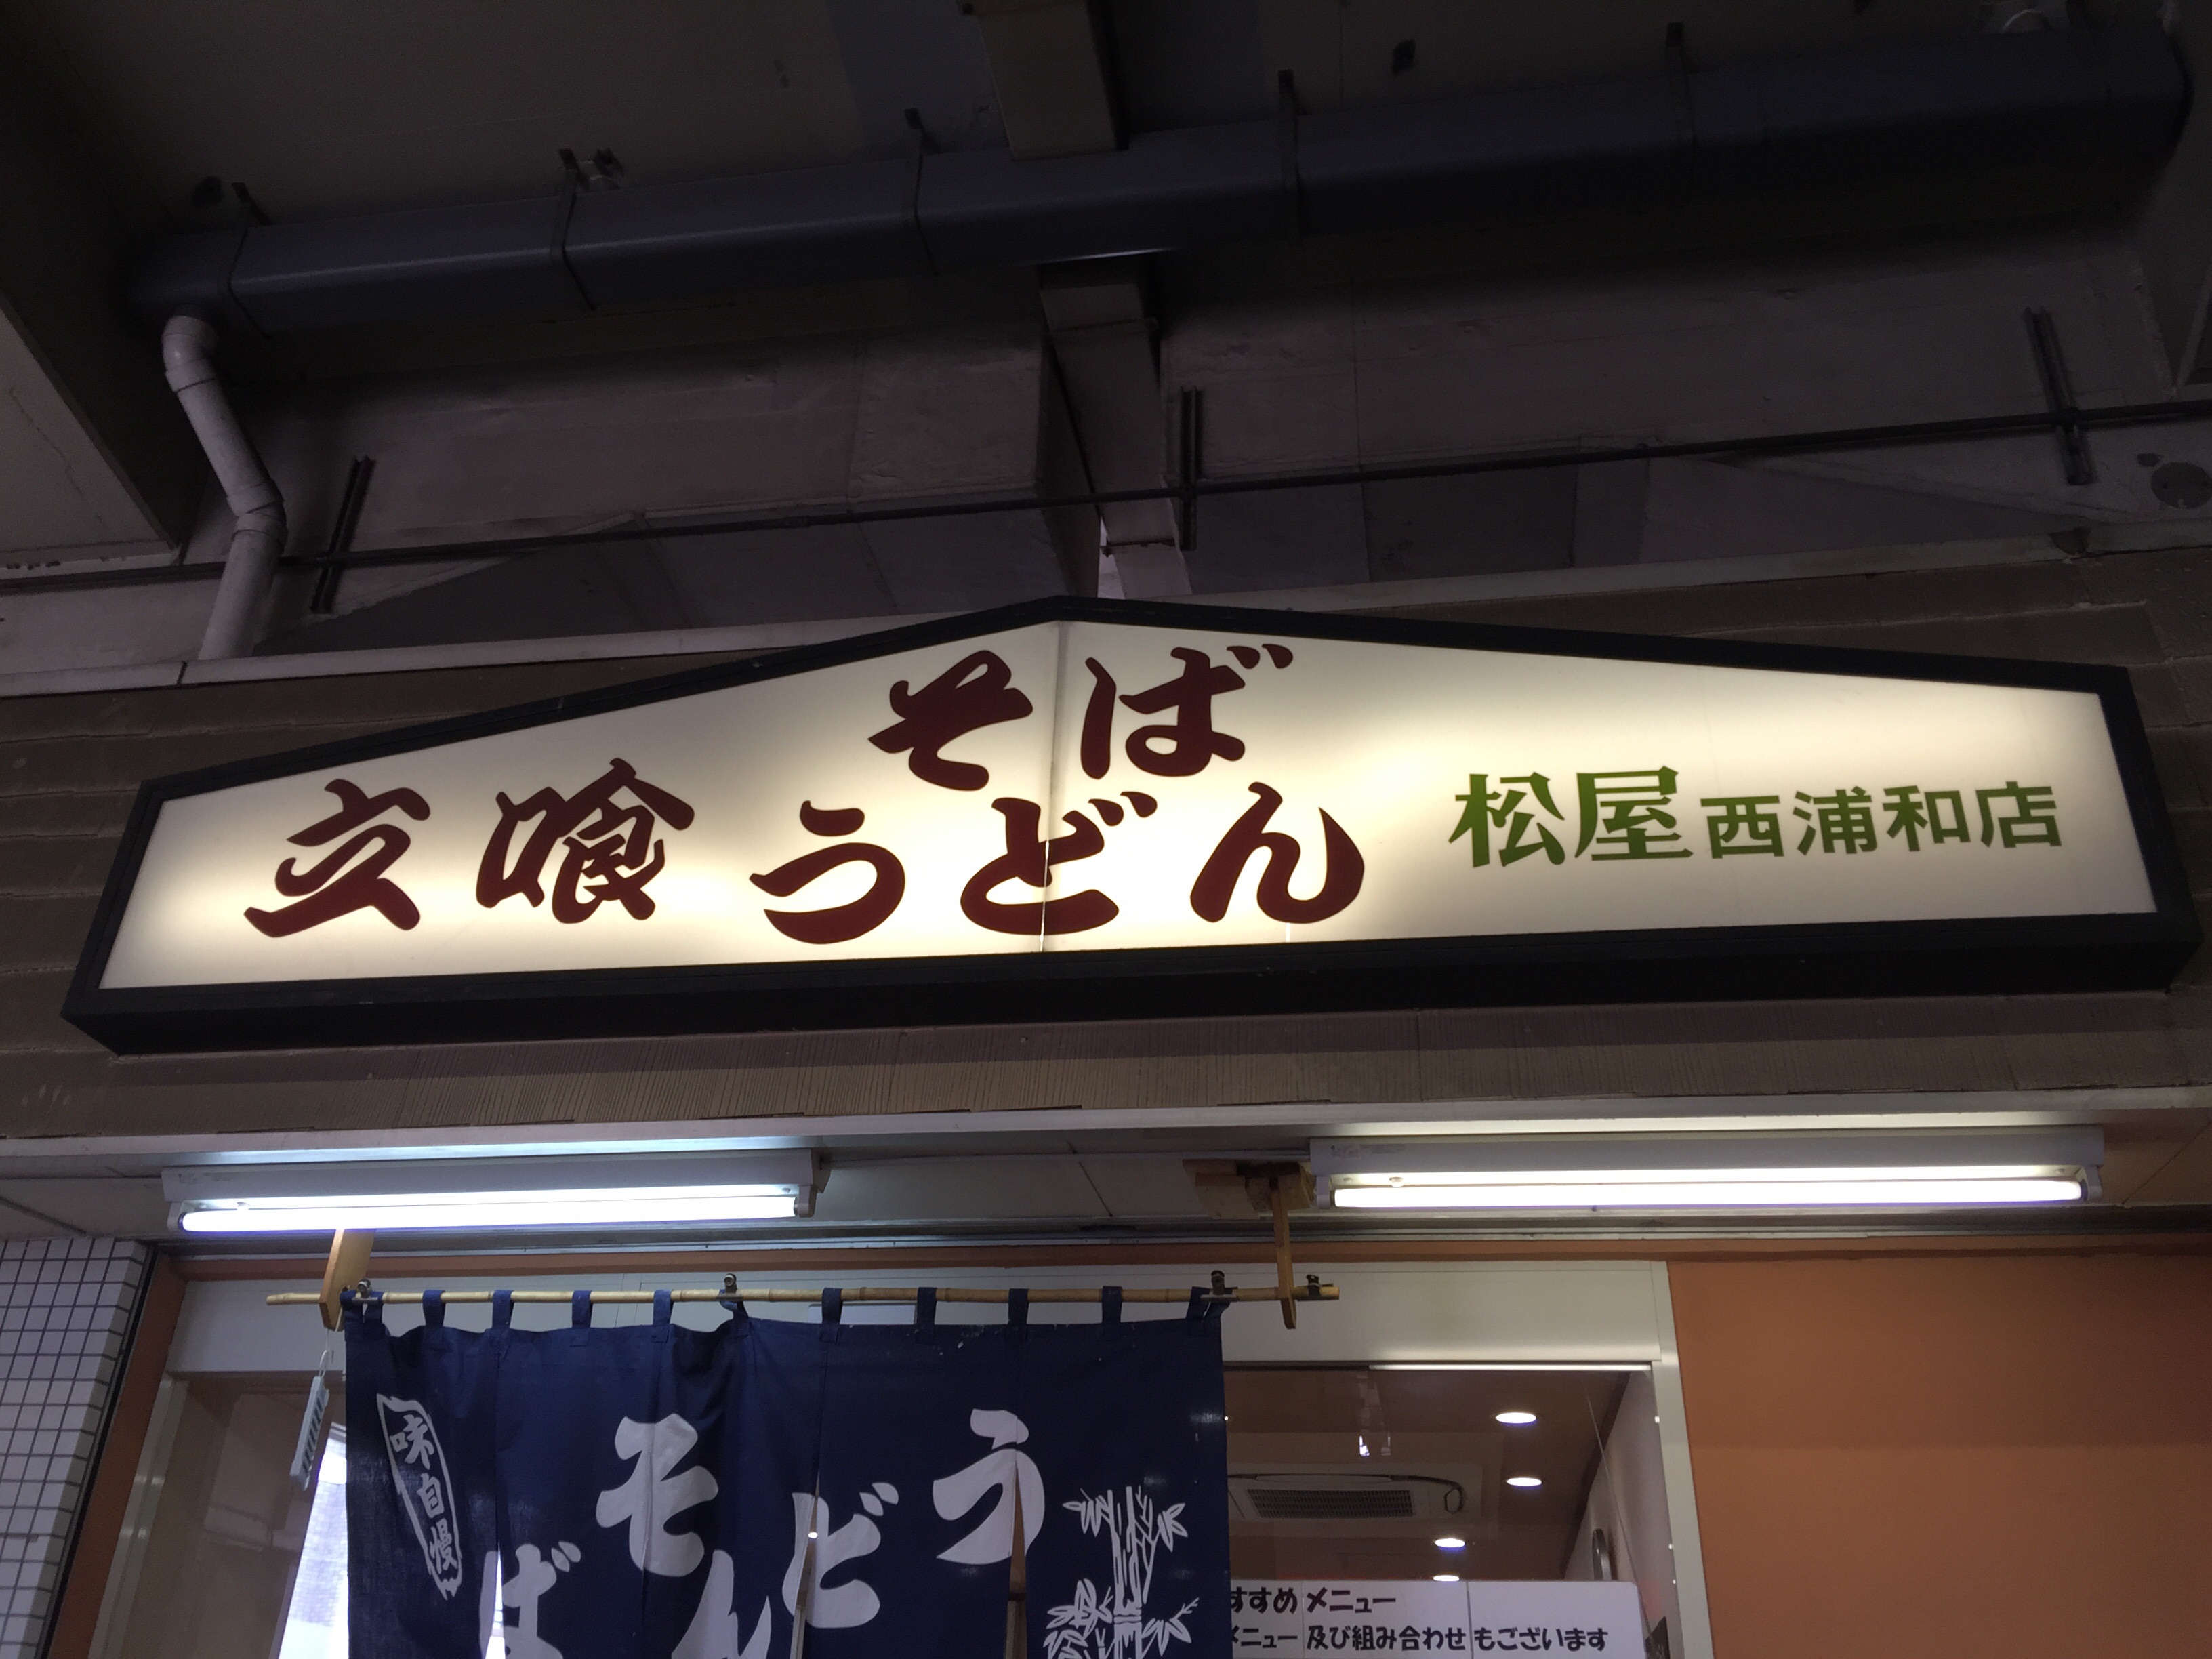 そば
立喰うどん
松屋西浦和店
味自慢
うどん
そば
すすめメニュー
メニュー及び組み合わせもございます